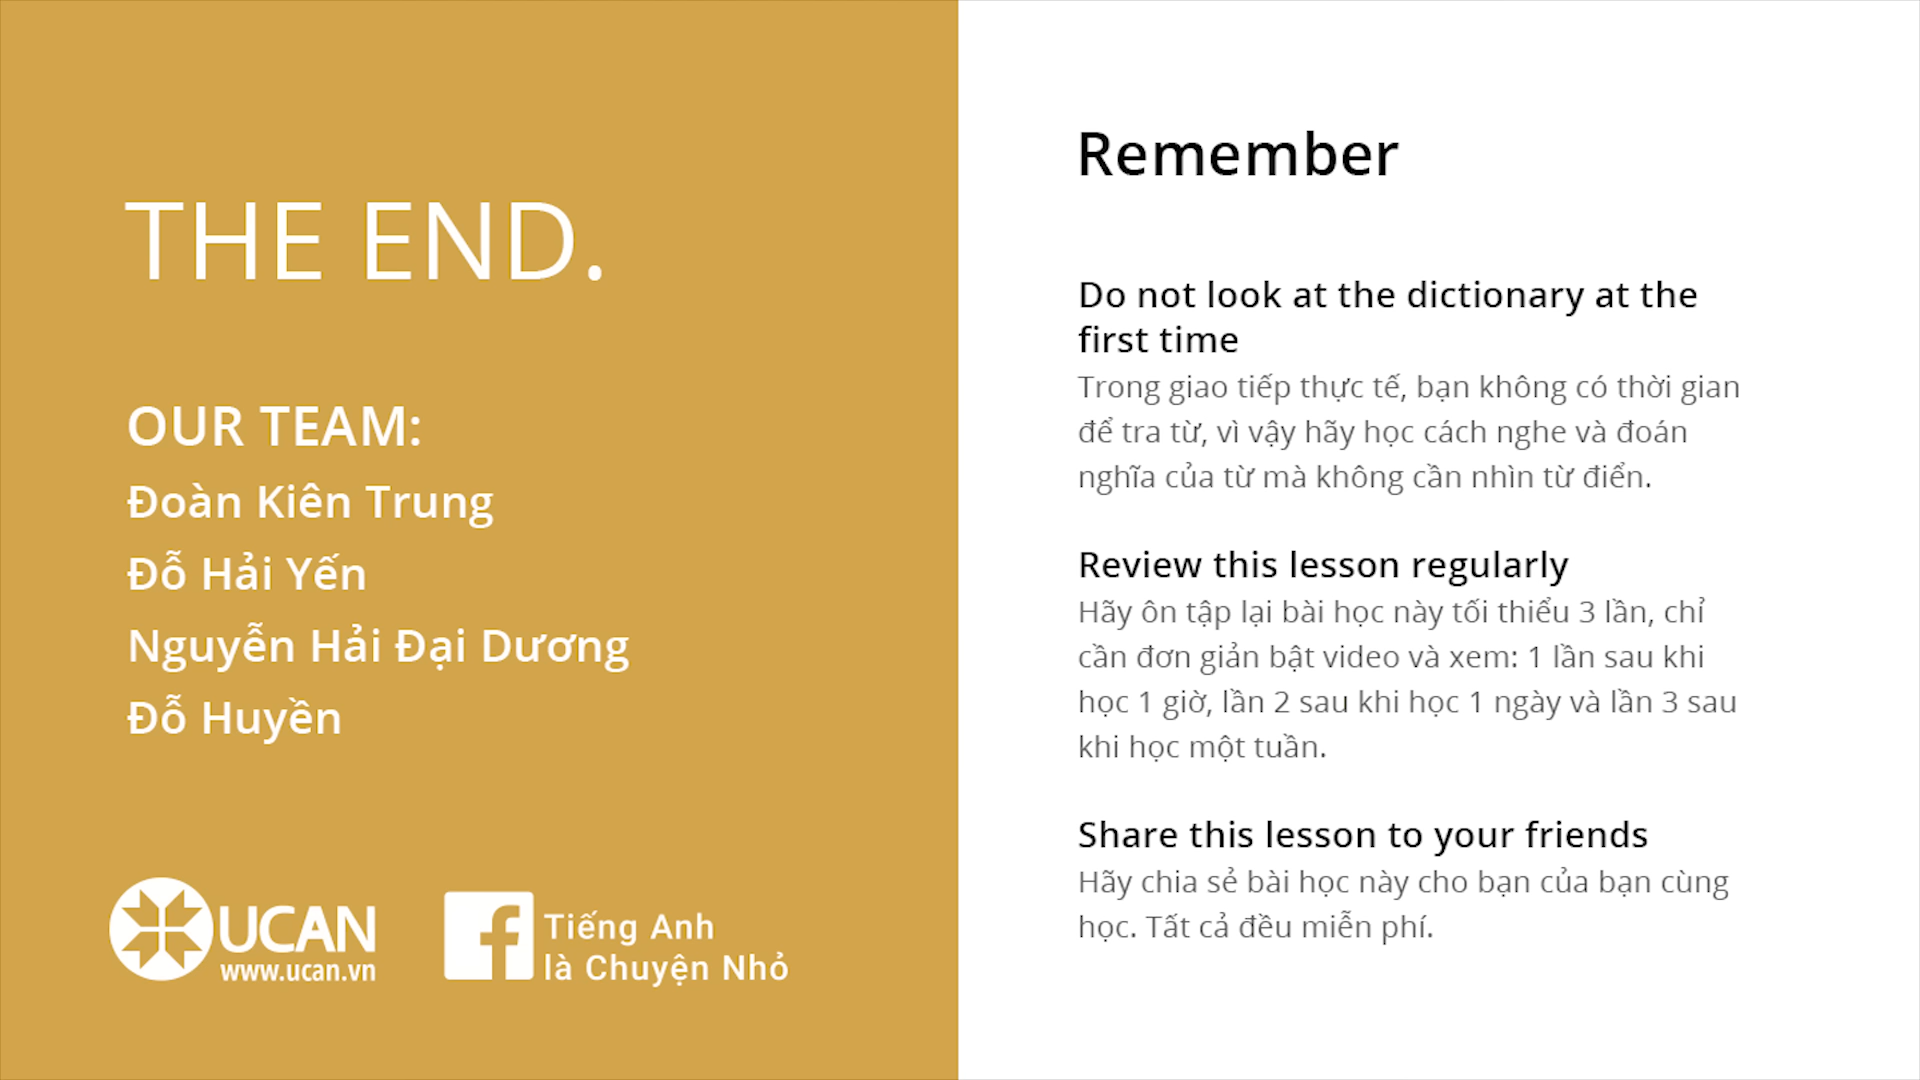 THE END.
OUR TEAM:
Đoàn Kiên Trung
Đỗ Hải Yến
Nguyễn Hải Đại Dương
Đỗ Huyền
UCAN
www.ucan.vn
Tiếng Anh
là Chuyện Nhỏ
Remember
Do not look at the dictionary at the
first time
Trong giao tiếp thực tế, bạn không có thời gian
để tra từ, vì vậy hãy học cách nghe và đoán
nghĩa của từ mà không cần nhìn từ điển.
Review this lesson regularly
Hãy ôn tập lại bài học này tối thiểu 3 lần, chỉ
cần đơn giản bật video và xem: 1 lần sau khi
học 1 giờ, lần 2 sau khi học 1 ngày và lần 3 sau
khi học một tuần.
Share this lesson to your friends
Hãy chia sẻ bài học này cho bạn của bạn cùng
học. Tất cả đều miễn phí.